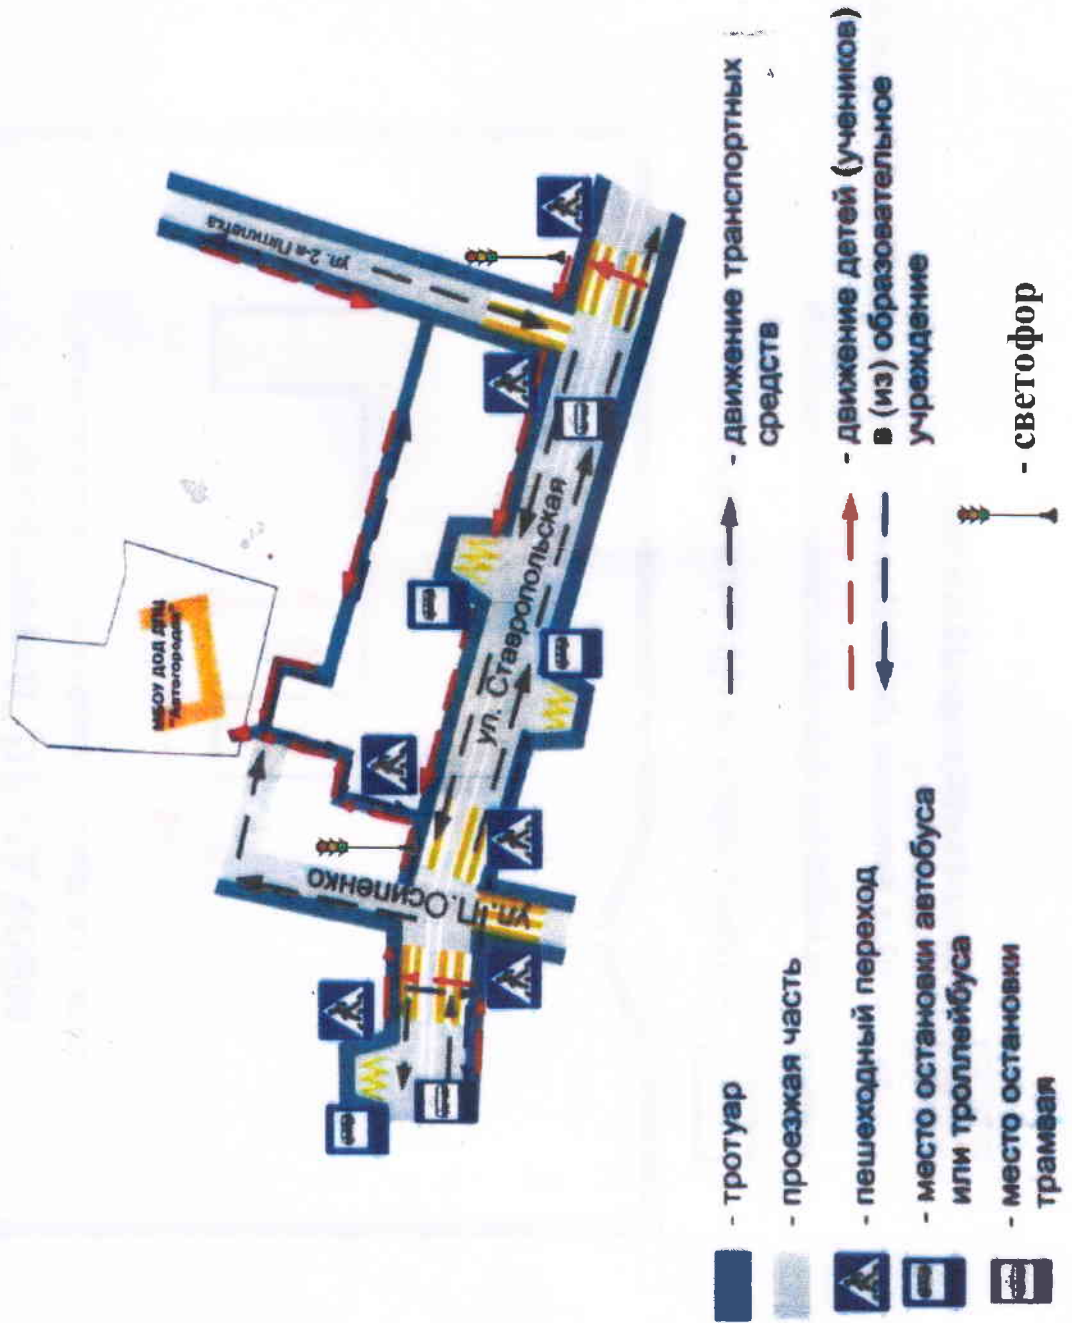 МБОУ ДОД ДТЦ
"Автогородок"
ул. 2-я Пятилетка
ул. Ставропольская
ул. П.Осипенко
- тротуар
- проезжая часть
- пешеходный переход
- место остановки автобуса
или троллейбуса
- место остановки
трамвая
- движение транспортных
средств
- движение детей (учеников)
в (из) образовательное
учреждение
- светофор